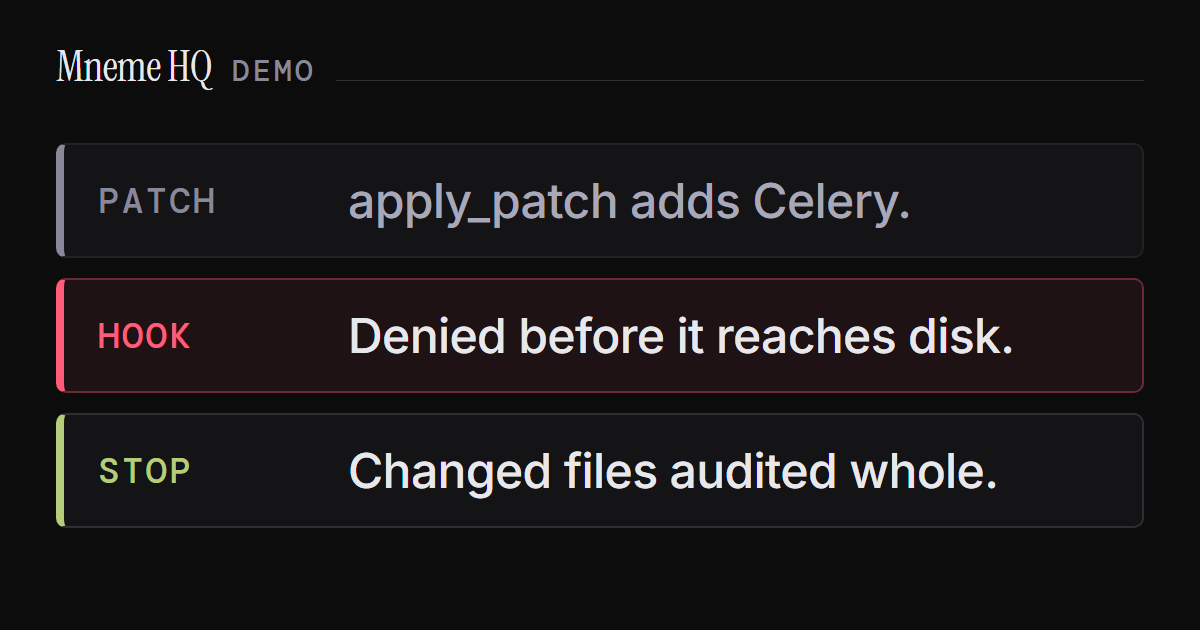 Mneme HQ DEMO
PATCH apply_patch adds Celery.
HOOK Denied before it reaches disk.
STOP Changed files audited whole.